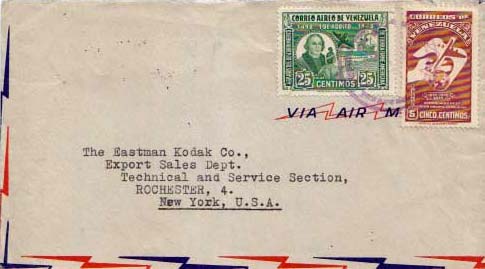 CORREO AEREO DE VENEZUELA
25 CENTIMOS 25
CORREOS DE
VENEZUELA
5 CINCO CENTIMOS
VIA AIR M
The Eastman Kodak Co.,
Export Sales Dept.
Technical and Service Section,
ROCHESTER, 4.
New York, U.S.A.